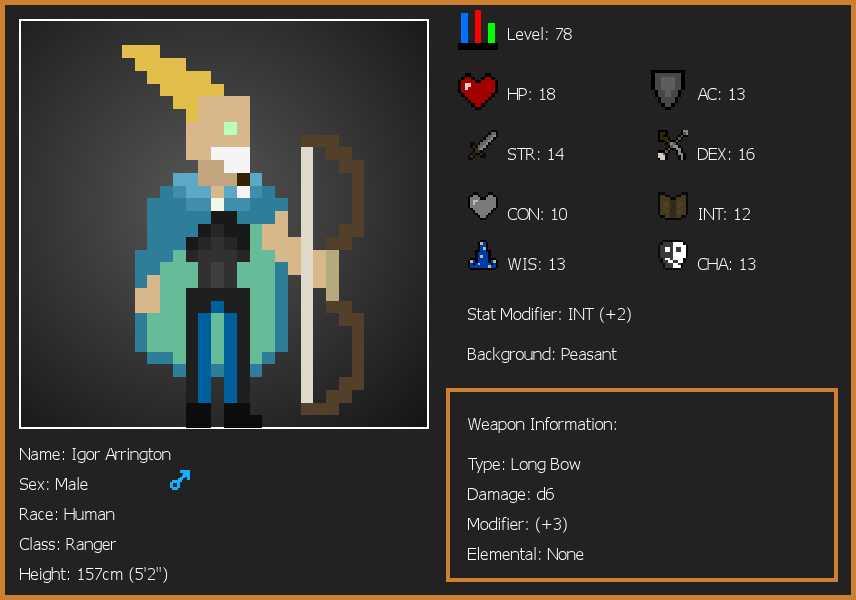 Level: 78
HP: 18
AC: 13
STR: 14
DEX: 16
CON: 10
INT: 12
WIS: 13
CHA: 13
Stat Modifier: INT (+2)
Background: Peasant
Name: Igor Arrington
Sex: Male
Race: Human
Class: Ranger
Height: 157cm (5'2")
Weapon Information:
Type: Long Bow
Damage: d6
Modifier: (+3)
Elemental: None